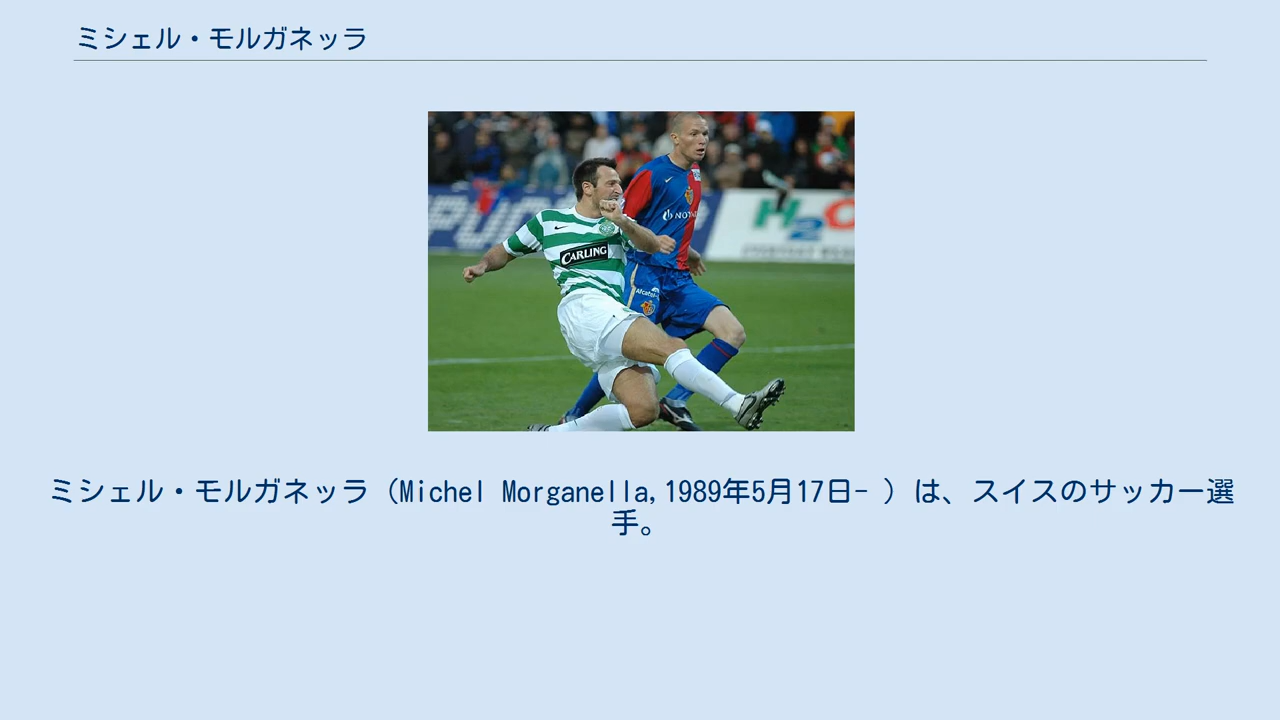 ミシェル・モルガネッラ
H2O
CARLING
ミシェル・モルガネッラ（Michel Morganella,1989年5月17日- ）は、スイスのサッカー選
手。